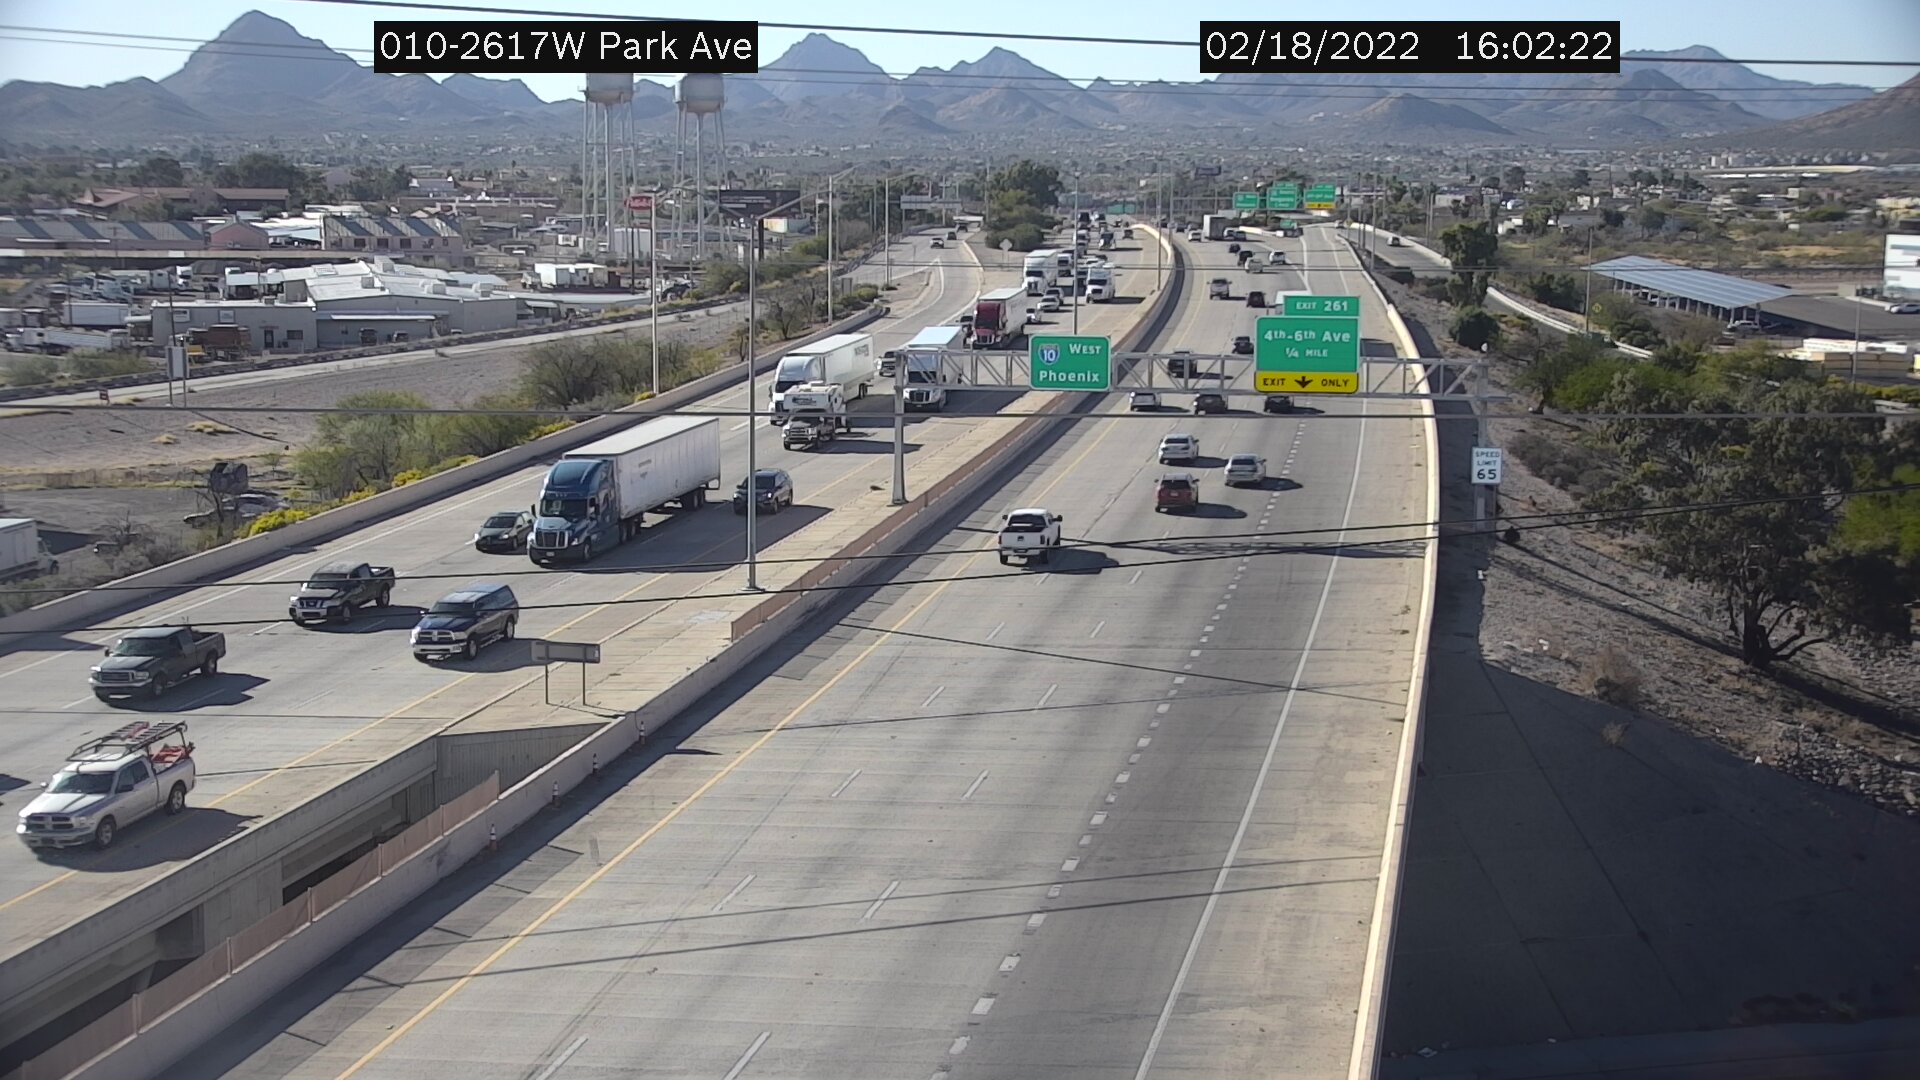 010-2617W Park Ave
02/18/2022 16:02:22
EXIT 261
4th-6th Ave
1/4 MILE
EXIT ONLY
10 WEST
Phoenix
SPEED
LIMIT
65